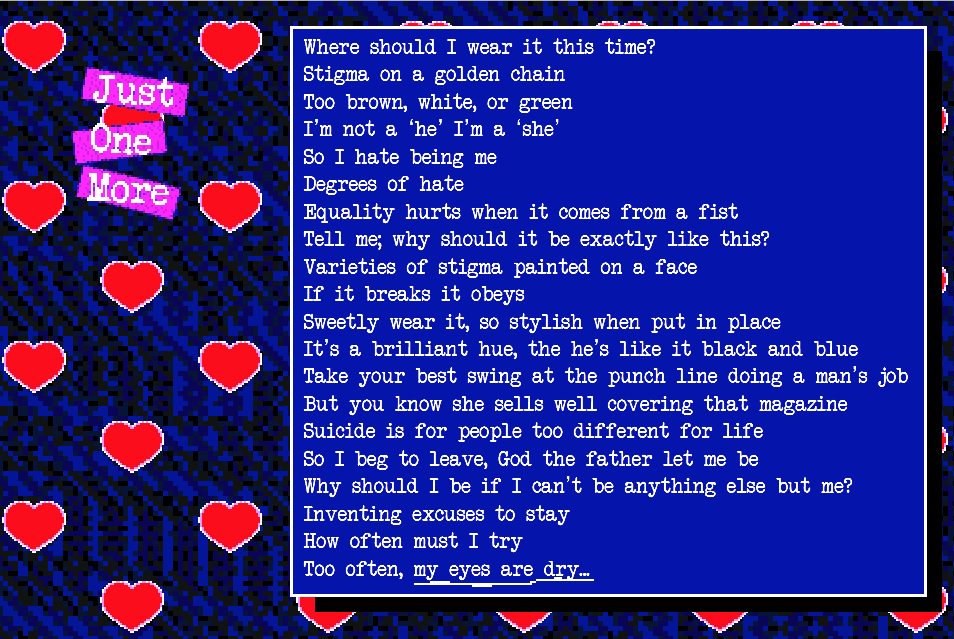 Just
One
More
Where should I wear it this time?
Stigma on a golden chain
Too brown, white, or green
I'm not a ‘he’ I'm a ‘she’
So I hate being me
Degrees of hate
Equality hurts when it comes from a fist
Tell me; why should it be exactly like this?
Varieties of stigma painted on a face
If it breaks it obeys
Sweetly wear it, so stylish when put in place
It's a brilliant hue, the he's like it black and blue
Take your best swing at the punch line doing a man's job
But you know she sells well covering that magazine
Suicide is for people too different for life
So I beg to leave, God the father let me be
Why should I be if I can't be anything else but me?
Inventing excuses to stay
How often must I try
Too often, my eyes are dry…